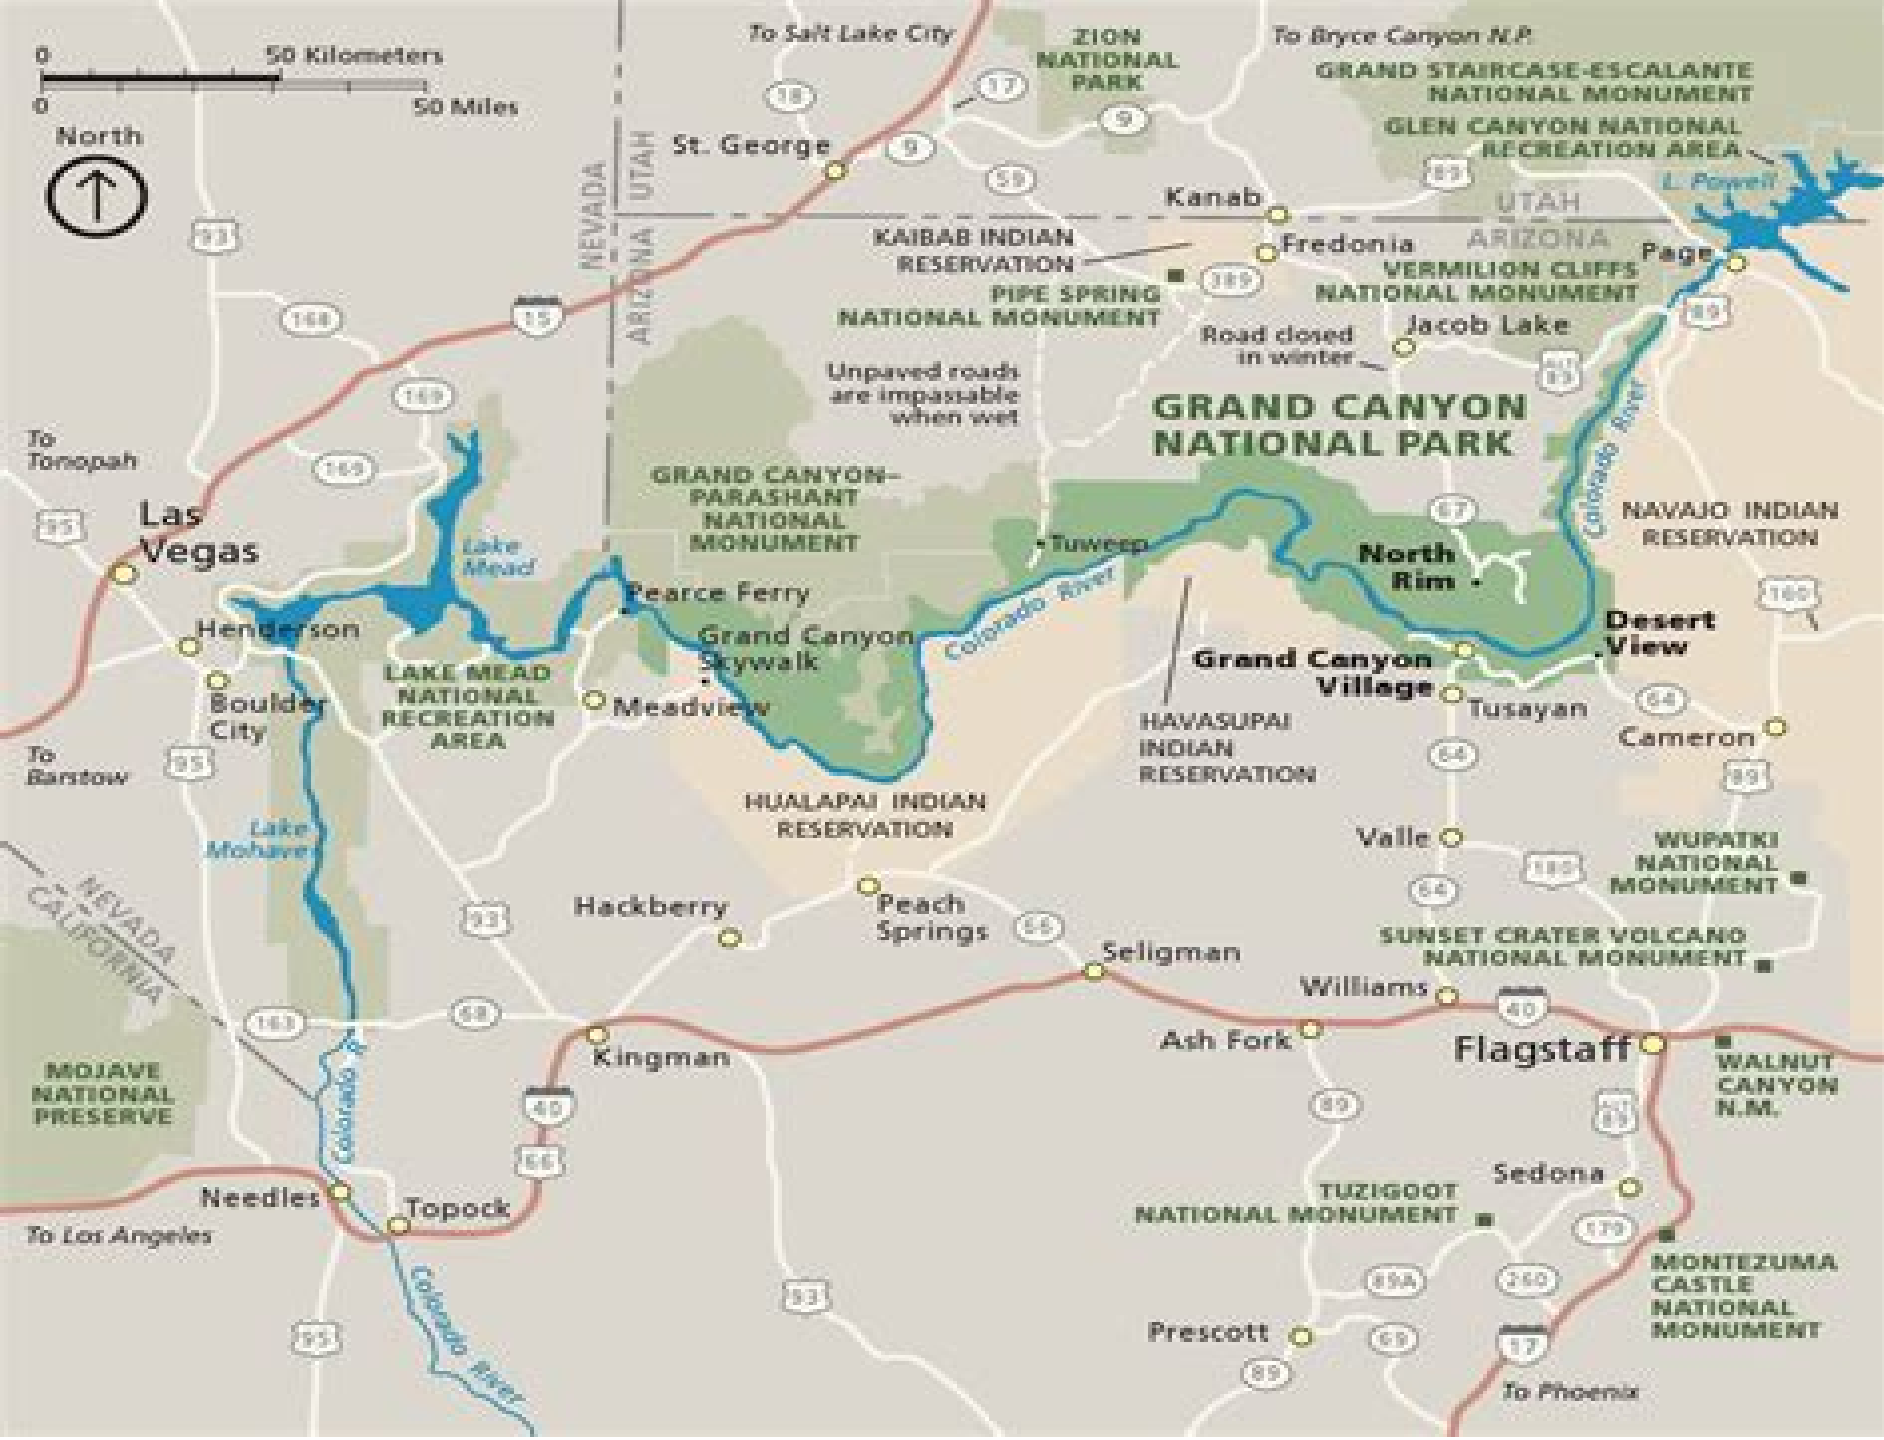 0 50 Kilometers
0 50 Miles
North
To Salt Lake City
ZION
NATIONAL
PARK
To Bryce Canyon N.P.
GRAND STAIRCASE-ESCALANTE
NATIONAL MONUMENT
GLEN CANYON NATIONAL
RECREATION AREA
L. Powell
18
17
9
9
59
89
St. George
NEVADA
UTAH
ARIZONA
Kanab
UTAH
ARIZONA
Fredonia
Page
KAIBAB INDIAN
RESERVATION
389
VERMILION CLIFFS
NATIONAL MONUMENT
PIPE SPRING
NATIONAL MONUMENT
89
93
168
15
Road closed
in winter
Jacob Lake
ALT
89
Unpaved roads
are impassable
when wet
169
169
GRAND CANYON
NATIONAL PARK
Colorado River
To
Tonopah
95
Las
Vegas
GRAND CANYON–
PARASHANT
NATIONAL
MONUMENT
67
NAVAJO INDIAN
RESERVATION
Lake
Mead
Tuweep
North
Rim
Pearce Ferry
Colorado River
160
Henderson
Grand Canyon
Skywalk
Desert
View
Grand Canyon
Village
LAKE MEAD
NATIONAL
RECREATION
AREA
Meadview
Boulder
City
Tusayan
64
Cameron
HAVASUPAI
INDIAN
RESERVATION
95
To
Barstow
64
89
HUALAPAI INDIAN
RESERVATION
Lake
Mohave
Valle
180
WUPATKI
NATIONAL
MONUMENT
64
NEVADA
CALIFORNIA
93
Hackberry
Peach
Springs
66
Seligman
SUNSET CRATER VOLCANO
NATIONAL MONUMENT
Williams
40
163
68
Kingman
Ash Fork
Flagstaff
WALNUT
CANYON
N.M.
MOJAVE
NATIONAL
PRESERVE
Colorado R
40
66
89
ALT
89
Sedona
Needles
Topock
To Los Angeles
TUZIGOOT
NATIONAL MONUMENT
179
MONTEZUMA
CASTLE
NATIONAL
MONUMENT
89A
260
95
Colorado River
93
Prescott
89
69
17
To Phoenix